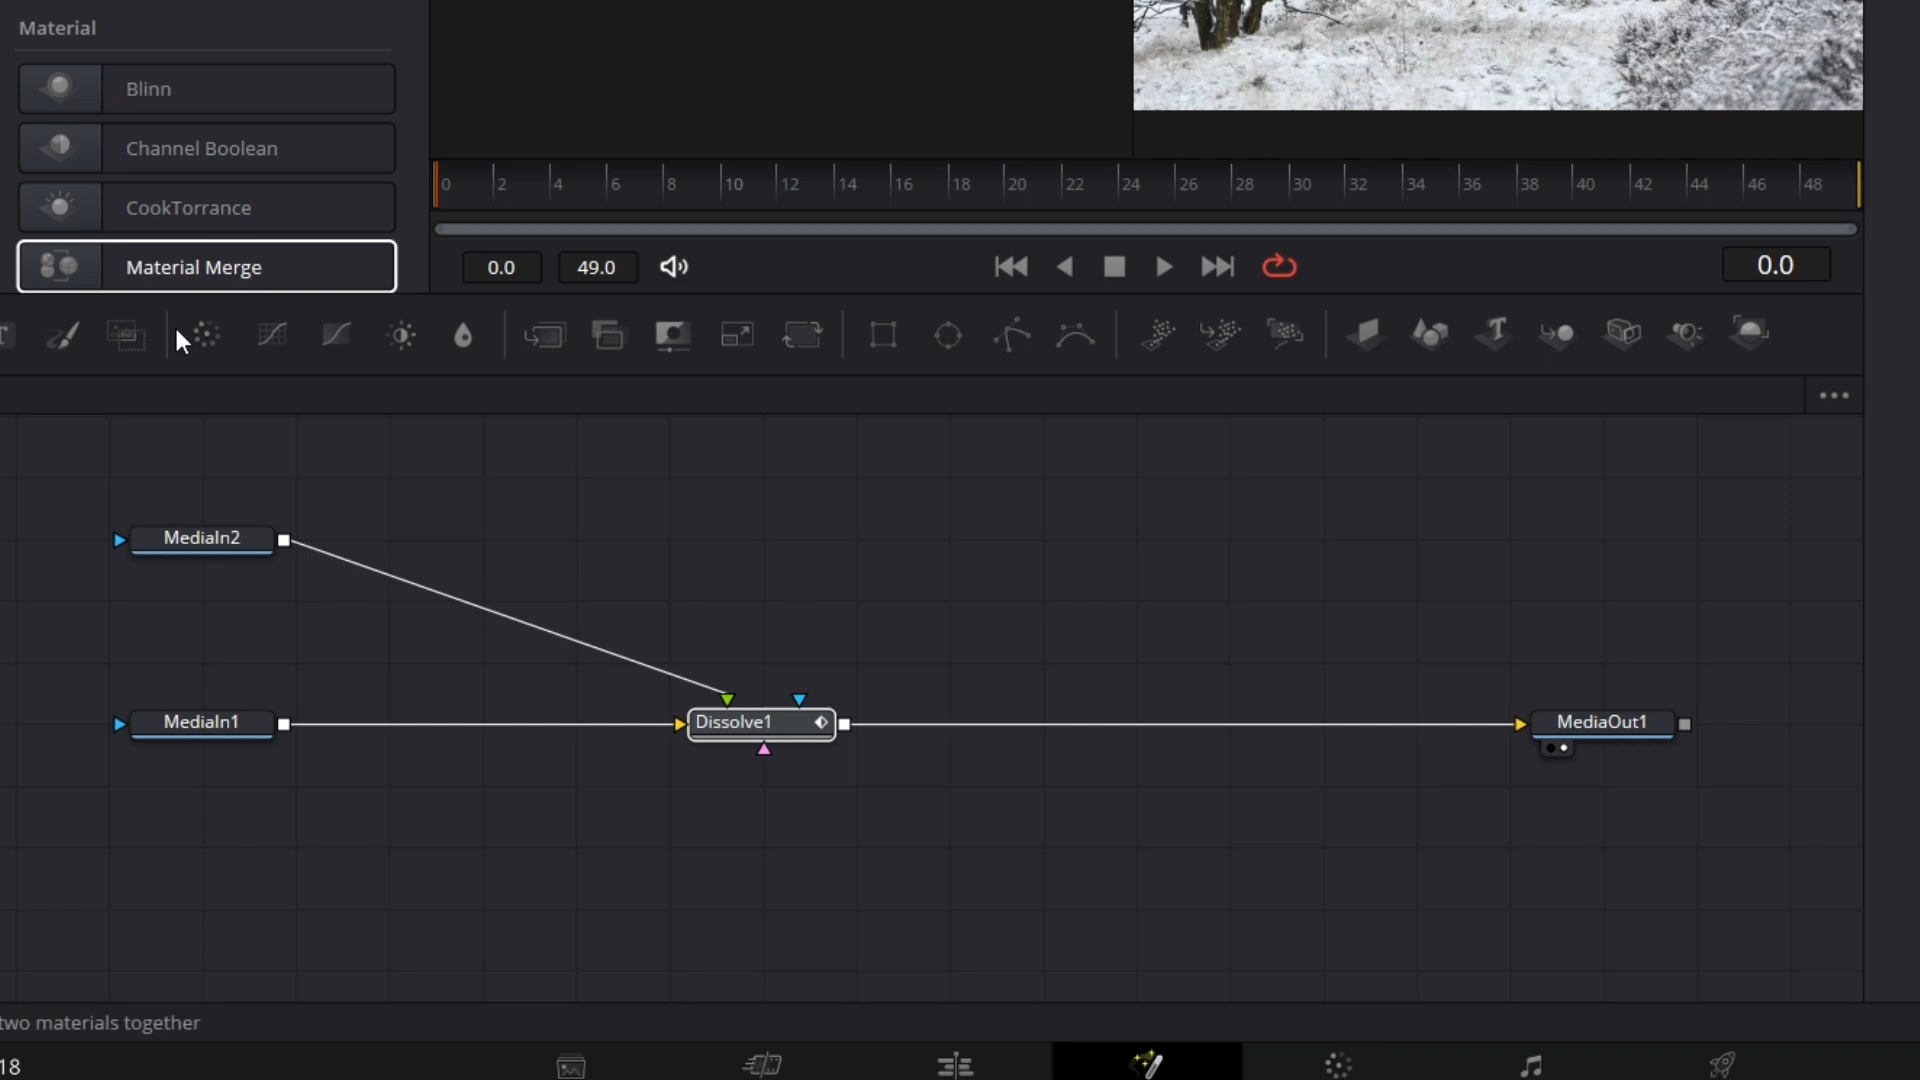 Material
Blinn
Channel Boolean
CookTorrance
Material Merge
0 2 4 6 8 10 12 14 16 18 20 22 24 26 28 30 32 34 36 38 40 42 44 46 48
0.0 49.0 0.0
T
MediaIn2
MediaIn1
Dissolve1
MediaOut1
two materials together
18